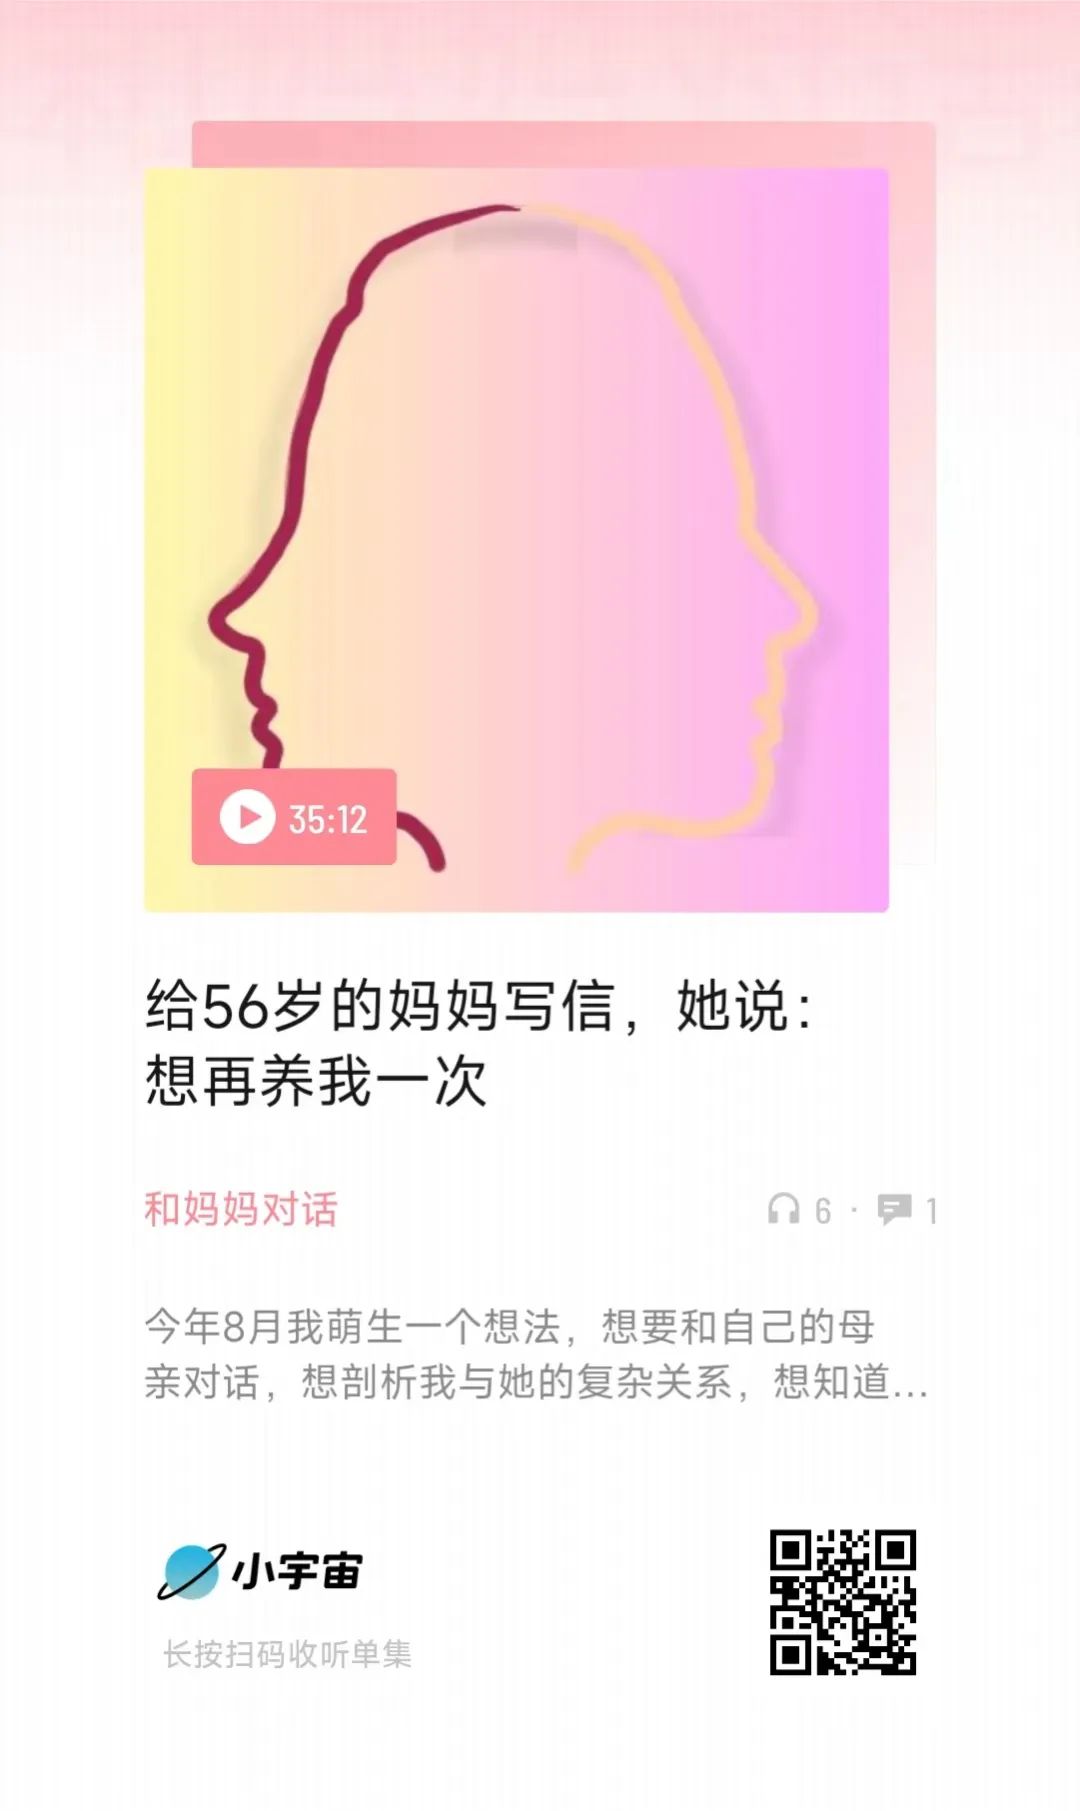 35:12
给56岁的妈妈写信，她说：
想再养我一次
和妈妈对话
6 · 1
今年8月我萌生一个想法，想要和自己的母
亲对话，想剖析我与她的复杂关系，想知道...
小宇宙
长按扫码收听单集